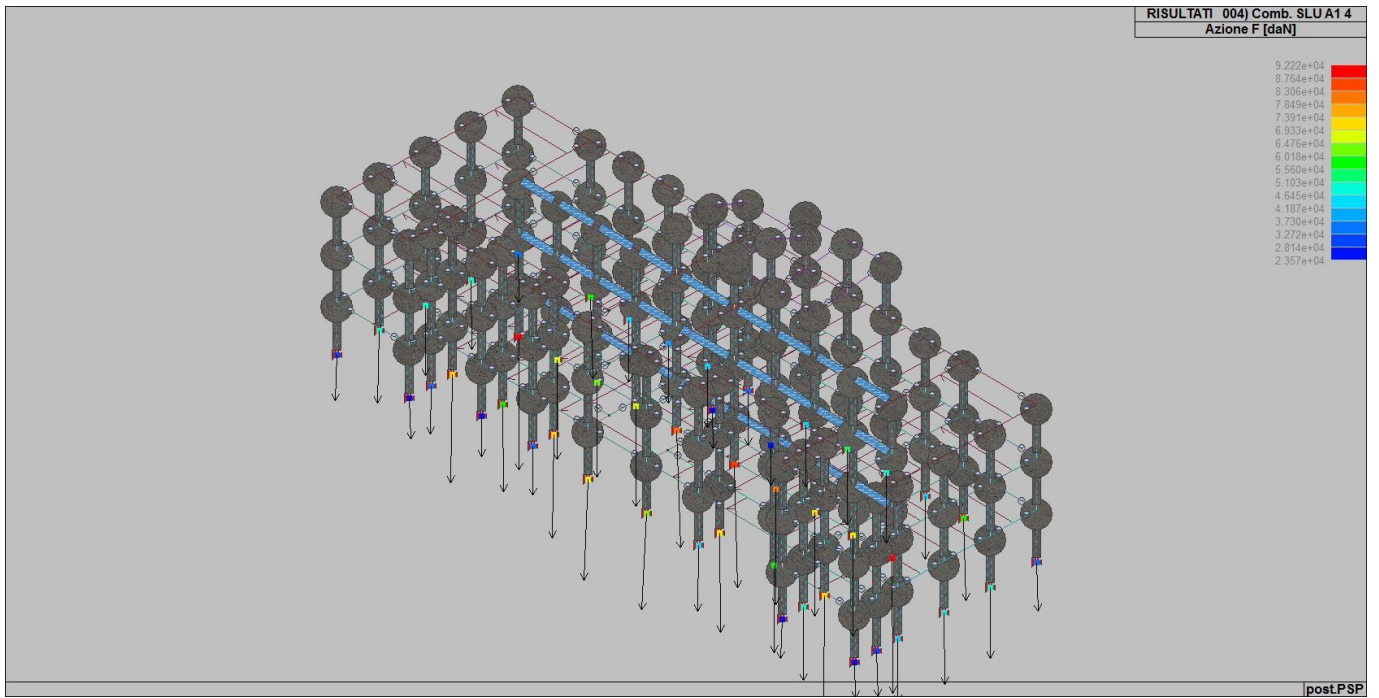 RISULTATI 004) Comb. SLU A1 4
Azione F [daN]
9.222e+04
8.764e+04
8.306e+04
7.849e+04
7.391e+04
6.933e+04
6.476e+04
6.018e+04
5.560e+04
5.103e+04
4.645e+04
4.187e+04
3.730e+04
3.272e+04
2.814e+04
2.357e+04
post.PSP